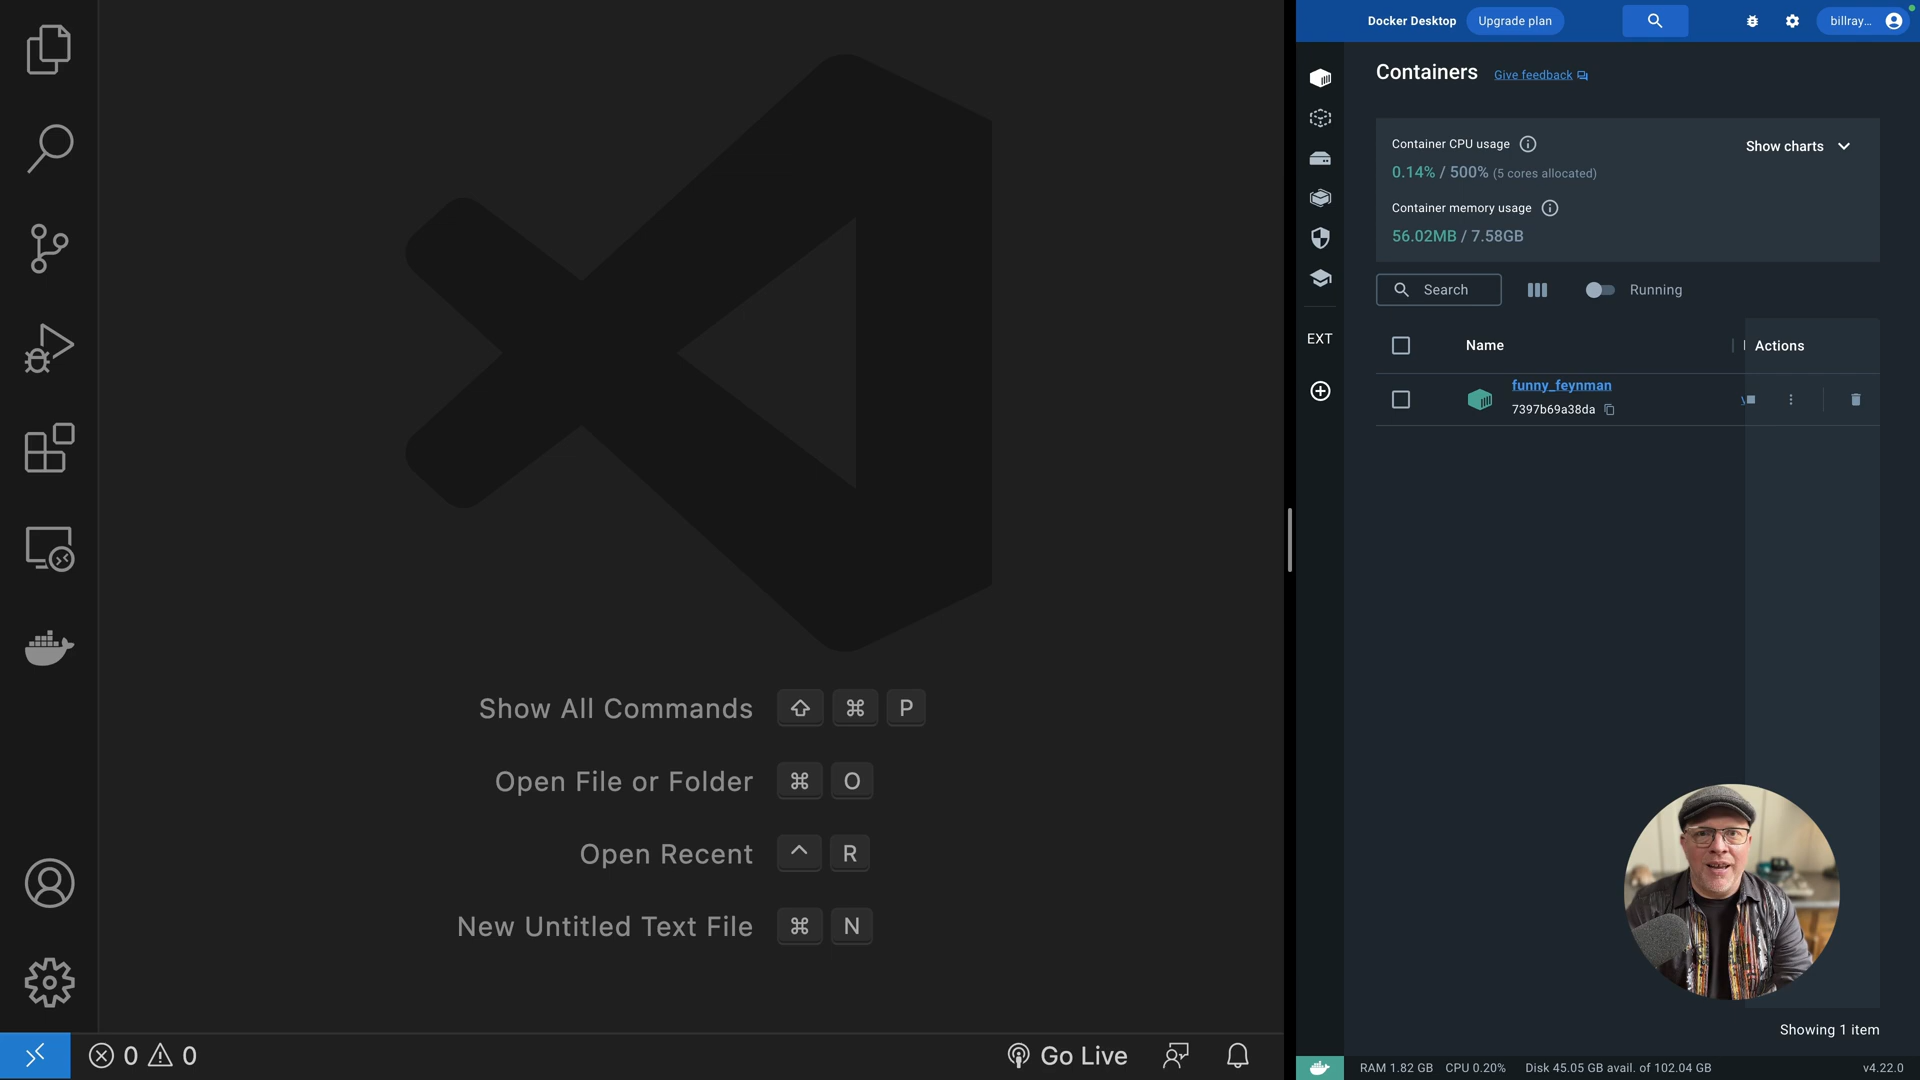 Show All Commands ⇧ ⌘ P
Open File or Folder ⌘ O
Open Recent ^ R
New Untitled Text File ⌘ N
0 0
Go Live
Docker Desktop Upgrade plan
billray...
Containers Give feedback
Container CPU usage
Show charts
0.14% / 500% (5 cores allocated)
Container memory usage
56.02MB / 7.58GB
Search
Running
EXT
Name
Actions
funny_feynman
7397b69a38da
Showing 1 item
RAM 1.82 GB CPU 0.20% Disk 45.05 GB avail. of 102.04 GB v4.22.0